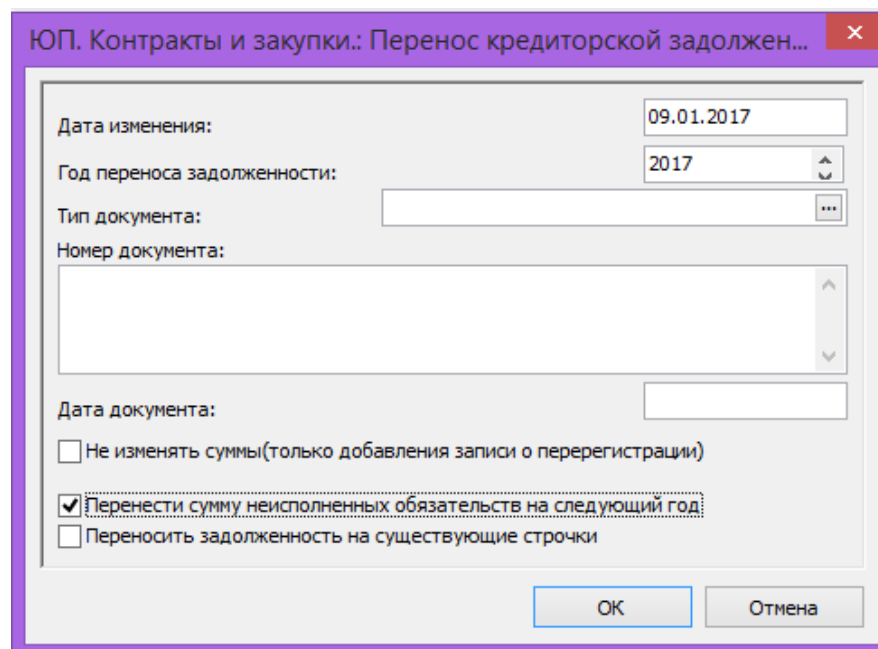 ЮП. Контракты и закупки.: Перенос кредиторской задолжен...
Дата изменения: 09.01.2017
Год переноса задолженности: 2017
Тип документа: ...
Номер документа:
Дата документа:
Не изменять суммы(только добавления записи о перерегистрации)
Перенести сумму неисполненных обязательств на следующий год
Переносить задолженность на существующие строчки
ОК Отмена